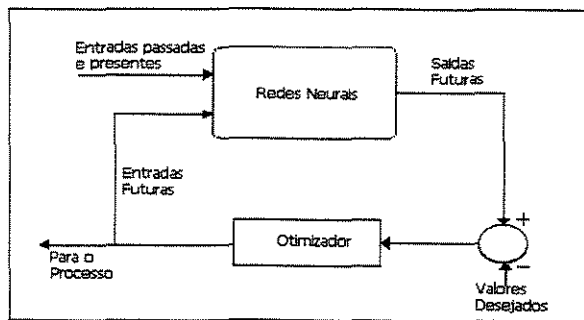 Entradas passadas
e presentes
Redes Neurais
Saídas
Futuras
Entradas
Futuras
Otimizador
+
−
Para o
Processo
Valores
Desejados